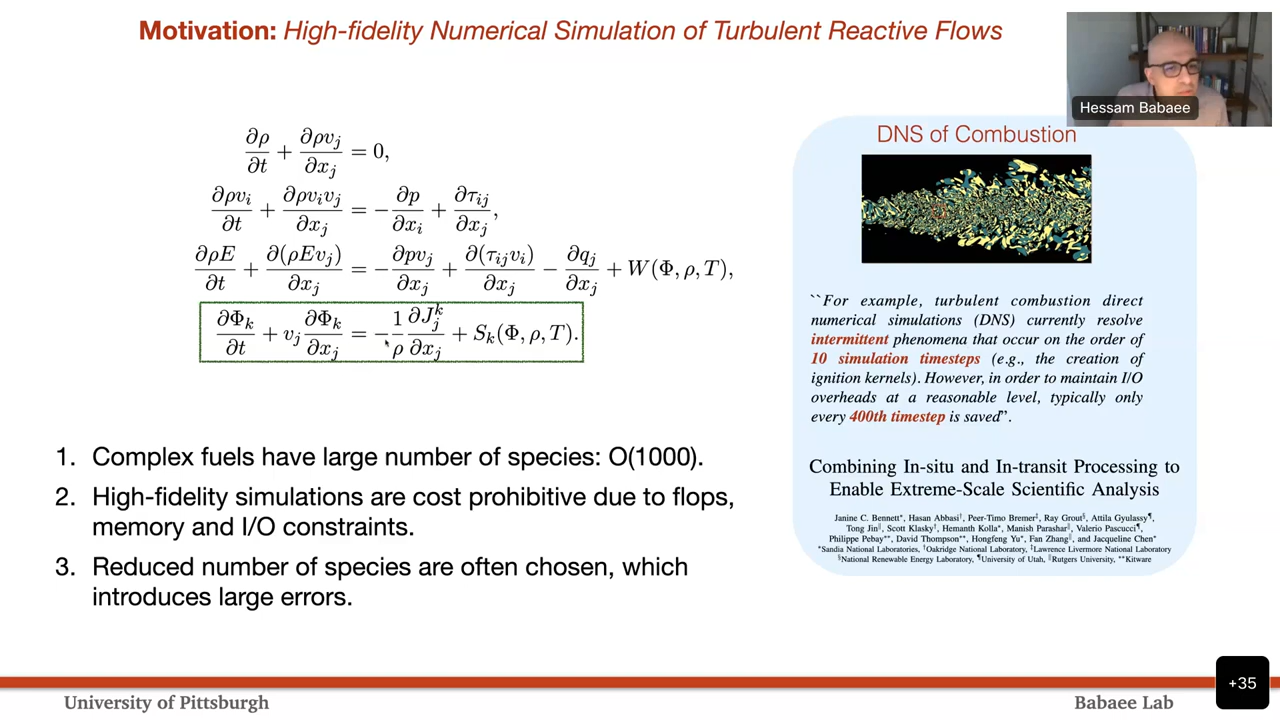 Motivation: High-fidelity Numerical Simulation of Turbulent Reactive Flows
Hessam Babaee
∂ρ/∂t + ∂ρv_j/∂x_j = 0,
∂ρv_i/∂t + ∂ρv_iv_j/∂x_j = −∂p/∂x_i + ∂τ_ij/∂x_j,
∂ρE/∂t + ∂(ρEv_j)/∂x_j = −∂pv_j/∂x_j + ∂(τ_ijv_i)/∂x_j − ∂q_j/∂x_j + W(Φ, ρ, T),
∂Φ_k/∂t + v_j ∂Φ_k/∂x_j = −1/ρ ∂J_j^k/∂x_j + S_k(Φ, ρ, T).
1. Complex fuels have large number of species: O(1000).
2. High-fidelity simulations are cost prohibitive due to flops,
memory and I/O constraints.
3. Reduced number of species are often chosen, which
introduces large errors.
DNS of Combustion
``For example, turbulent combustion direct
numerical simulations (DNS) currently resolve
intermittent phenomena that occur on the order of
10 simulation timesteps (e.g., the creation of
ignition kernels). However, in order to maintain I/O
overheads at a reasonable level, typically only
every 400th timestep is saved”.
Combining In-situ and In-transit Processing to
Enable Extreme-Scale Scientific Analysis
Janine C. Bennett*, Hasan Abbasi†, Peer-Timo Bremer‡, Ray Grout§, Attila Gyulassy¶,
Tong Jin‖, Scott Klasky†, Hemanth Kolla*, Manish Parashar‖, Valerio Pascucci¶,
Philippe Pebay**, David Thompson**, Hongfeng Yu*, Fan Zhang‖, and Jacqueline Chen*
*Sandia National Laboratories, †Oakridge National Laboratory, ‡Lawrence Livermore National Laboratory
§National Renewable Energy Laboratory, ¶University of Utah, ‖Rutgers University, **Kitware
+35
University of Pittsburgh
Babaee Lab